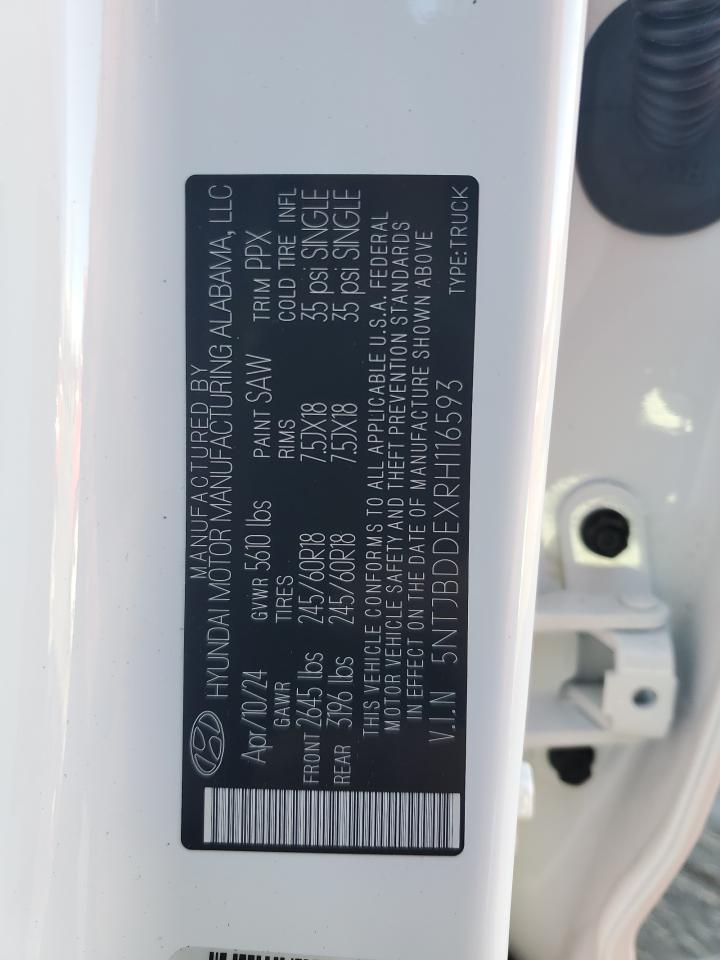 MANUFACTURED BY
HYUNDAI MOTOR MANUFACTURING ALABAMA, LLC
Apr/10/24 GVWR 5610 lbs PAINT SAW TRIM PPX
GAWR TIRES RIMS COLD TIRE INFL
FRONT 2645 lbs 245/60R18 7.5JX18 35 psi SINGLE
REAR 3196 lbs 245/60R18 7.5JX18 35 psi SINGLE
THIS VEHICLE CONFORMS TO ALL APPLICABLE U.S.A. FEDERAL
MOTOR VEHICLE SAFETY AND THEFT PREVENTION STANDARDS
IN EFFECT ON THE DATE OF MANUFACTURE SHOWN ABOVE
V.I.N 5NTJBDDEXRH116593 TYPE:TRUCK